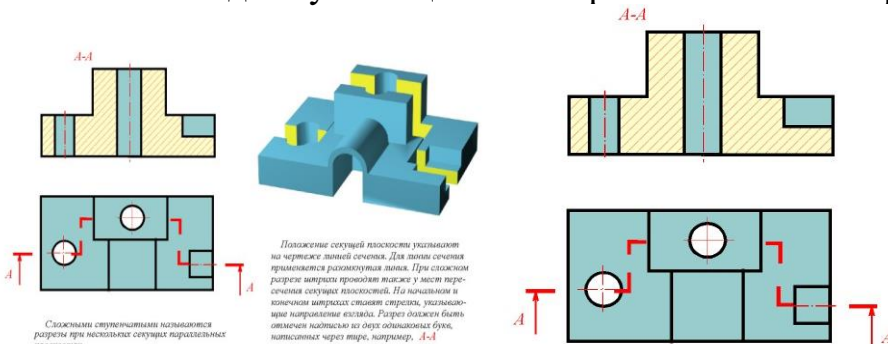 А-А
А-А
А
А
Положение секущей плоскости указывают
на чертеже линией сечения. Для линии сечения
применяется разомкнутая линия. При сложном
разрезе штрихи проводят также у мест пере-
сечения секущих плоскостей. На начальном и
конечном штрихах ставят стрелки, указываю-
щие направление взгляда. Разрез должен быть
отмечен надписью из двух одинаковых букв,
написанных через тире, например, А-А
Сложными ступенчатыми называются
разрезы при нескольких секущих параллельных
А
А